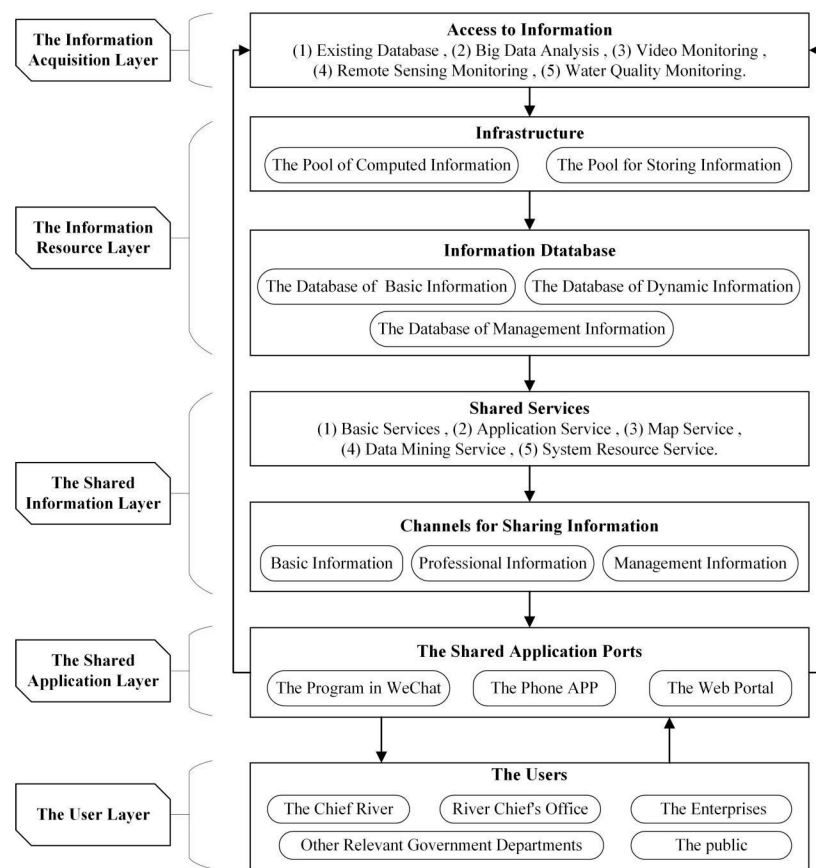 The Information
Acquisition Layer
Access to Information
(1) Existing Database , (2) Big Data Analysis , (3) Video Monitoring ,
(4) Remote Sensing Monitoring , (5) Water Quality Monitoring.
The Information
Resource Layer
Infrastructure
The Pool of Computed Information
The Pool for Storing Information
Information Dtatabase
The Database of Basic Information
The Database of Dynamic Information
The Database of Management Information
The Shared
Information Layer
Shared Services
(1) Basic Services , (2) Application Service , (3) Map Service ,
(4) Data Mining Service , (5) System Resource Service.
Channels for Sharing Information
Basic Information
Professional Information
Management Information
The Shared
Application Layer
The Shared Application Ports
The Program in WeChat
The Phone APP
The Web Portal
The User Layer
The Users
The Chief River
River Chief's Office
The Enterprises
Other Relevant Government Departments
The public